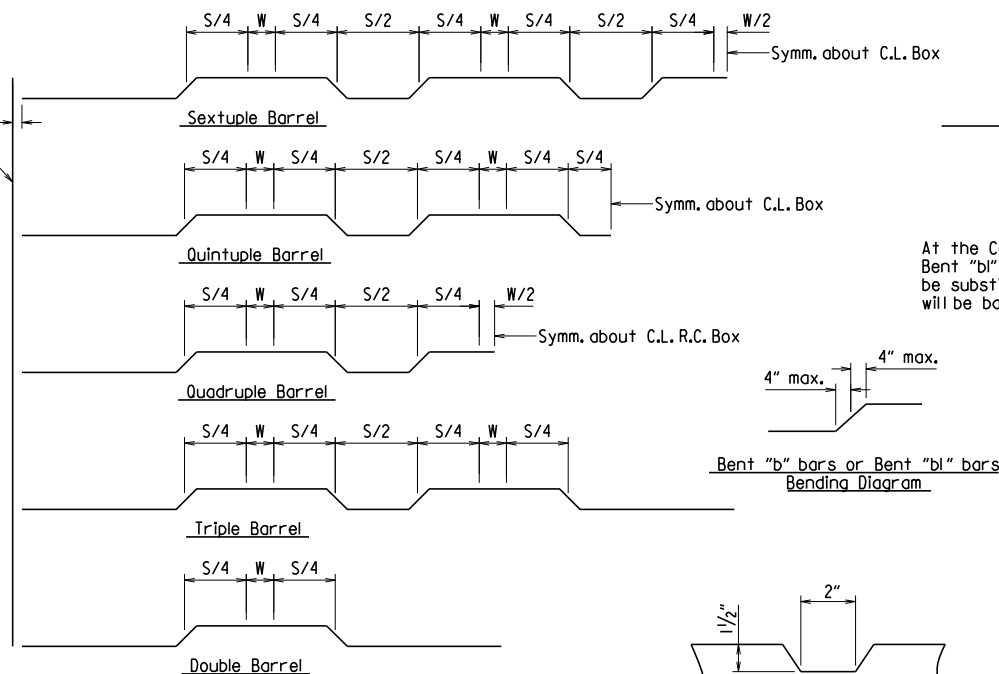 S/4 W S/4 S/2 S/4 W S/4 S/2 S/4 W/2
Symm. about C.L. Box
Sextuple Barrel
S/4 W S/4 S/2 S/4 W S/4 S/4
Symm. about C.L. Box
Quintuple Barrel
At the C
Bent "bl"
be subst
will be
S/4 W S/4 S/2 S/4 W/2
Symm. about C.L. R.C. Box
Quadruple Barrel
4" max.
4" max.
S/4 W S/4 S/2 S/4 W S/4
Bent "b" bars or Bent "bl" bars
Bending Diagram
Triple Barrel
S/4 W S/4
2"
1½"
Double Barrel